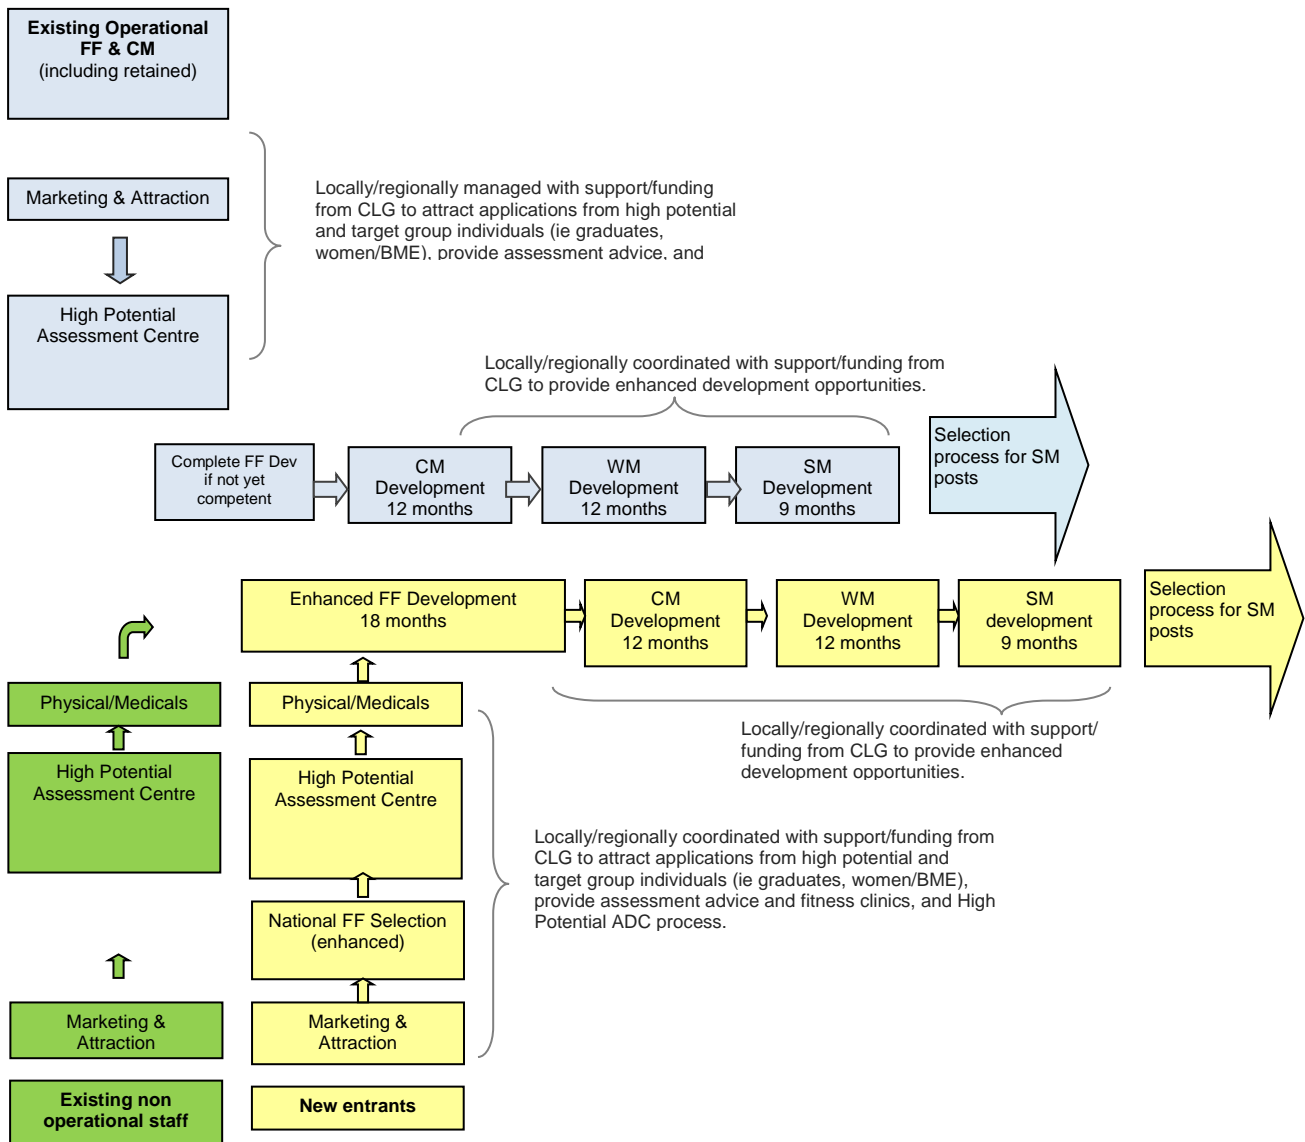 Existing Operational
FF & CM
(including retained)
Marketing & Attraction
Locally/regionally managed with support/funding
from CLG to attract applications from high potential
and target group individuals (ie graduates,
women/BME), provide assessment advice, and
High Potential
Assessment Centre
Locally/regionally coordinated with support/funding from
CLG to provide enhanced development opportunities.
Complete FF Dev
if not yet
competent
CM
Development
12 months
WM
Development
12 months
SM
Development
9 months
Selection
process for SM
posts
Enhanced FF Development
18 months
CM
Development
12 months
WM
Development
12 months
SM
development
9 months
Selection
process for SM
posts
Physical/Medicals
Physical/Medicals
Locally/regionally coordinated with support/
funding from CLG to provide enhanced
development opportunities.
High Potential
Assessment Centre
High Potential
Assessment Centre
Locally/regionally coordinated with support/funding from
CLG to attract applications from high potential and
target group individuals (ie graduates, women/BME),
provide assessment advice and fitness clinics, and High
Potential ADC process.
National FF Selection
(enhanced)
Marketing &
Attraction
Marketing &
Attraction
Existing non
operational staff
New entrants